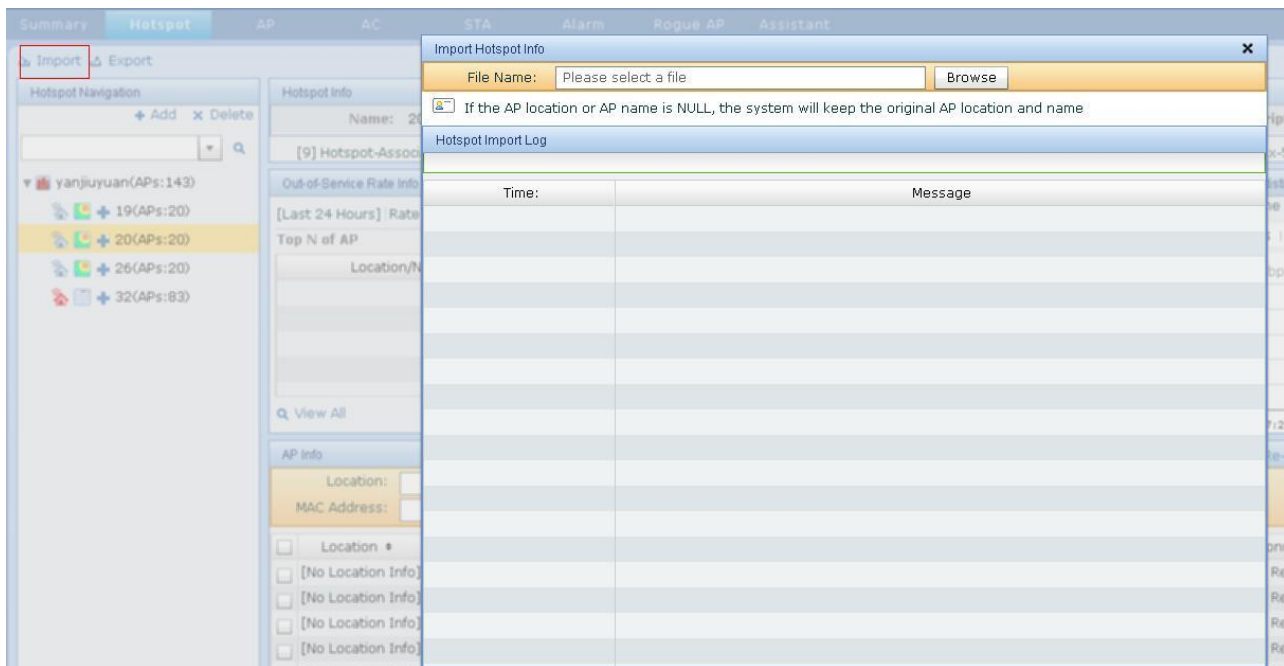 Summary Hotspot AP AC STA Alarm Rogue AP Assistant
Import Export
Import Hotspot Info
File Name: Please select a file Browse
If the AP location or AP name is NULL, the system will keep the original AP location and name
Hotspot Import Log
Time: Message
Hotspot Navigation
Add Delete
yanjiuyuan(APs:143)
19(APs:20)
20(APs:20)
26(APs:20)
32(APs:83)
Hotspot Info
Name: 20
[9] Hotspot-Associ
Out-of-Service Rate Info
[Last 24 Hours] Rate
Top N of AP
Location/N
View All
AP Info
Location:
MAC Address:
Location
[No Location Info]
[No Location Info]
[No Location Info]
[No Location Info]